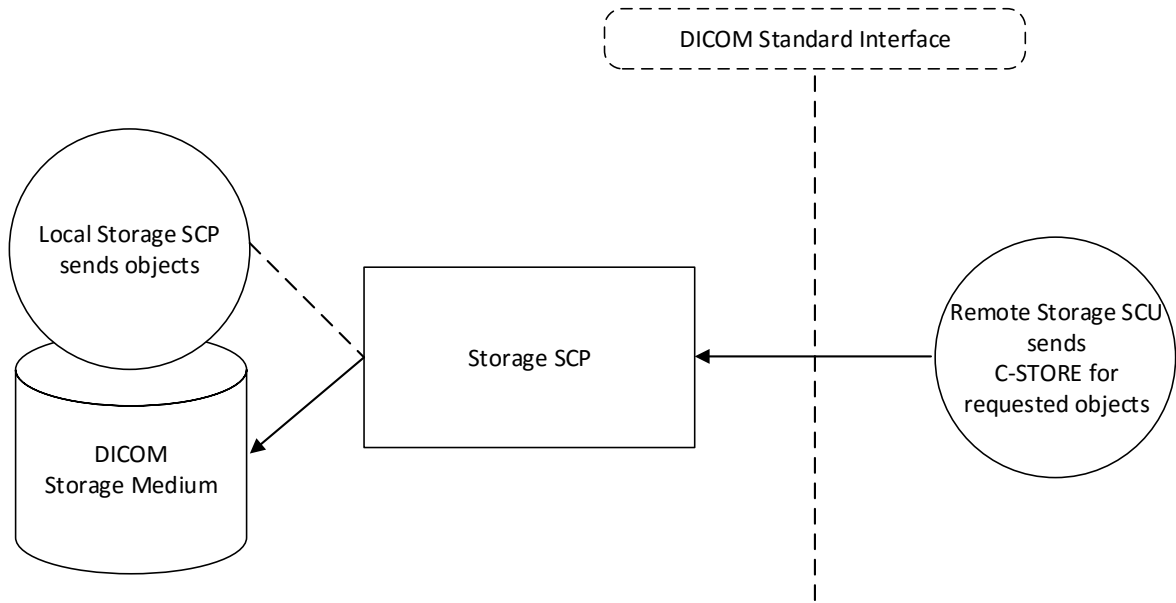 DICOM Standard Interface
Local Storage SCP
sends objects
Storage SCP
Remote Storage SCU
sends
C-STORE for
requested objects
DICOM
Storage Medium